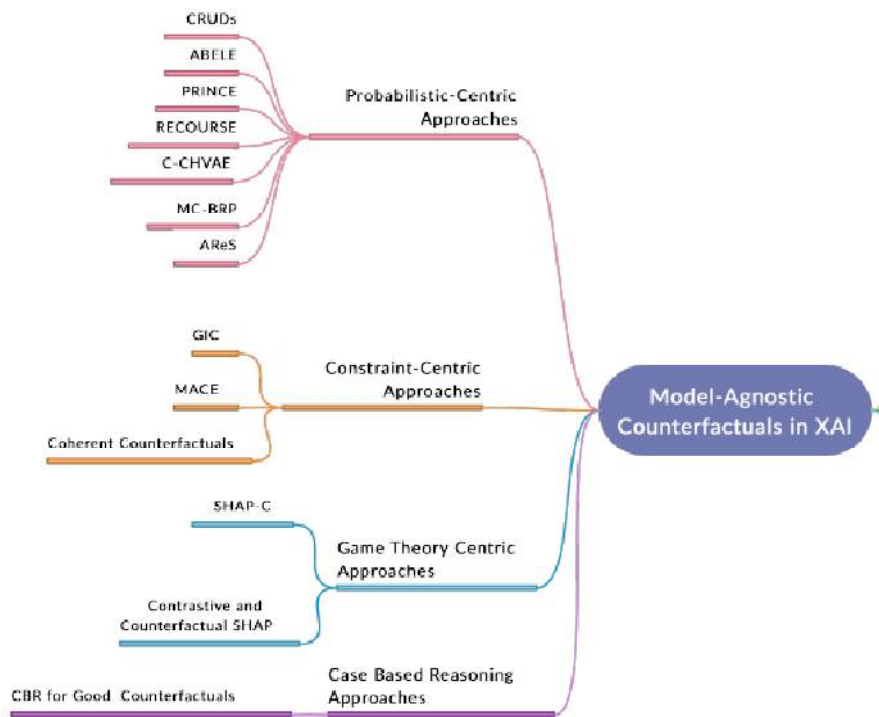 CRUDs
ABELE
PRINCE
RECOURSE
C-CHVAE
MC-BRP
AReS
Probabilistic-Centric
Approaches
GIC
MACE
Coherent Counterfactuals
Constraint-Centric
Approaches
SHAP-C
Contrastive and
Counterfactual SHAP
Game Theory Centric
Approaches
CBR for Good Counterfactuals
Case Based Reasoning
Approaches
Model-Agnostic
Counterfactuals in XAI